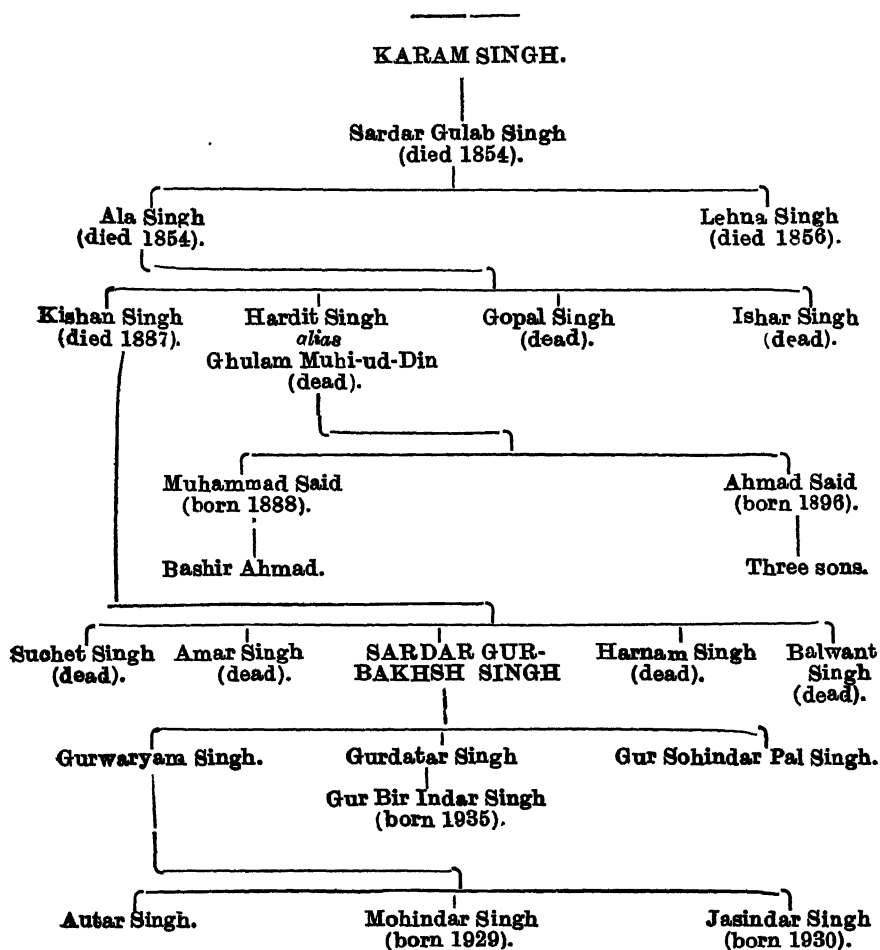 KARAM SINGH.
Sardar Gulab Singh
(died 1854).
Ala Singh
(died 1854).
Lehna Singh
(died 1856).
Kishan Singh
(died 1887).
Hardit Singh
alias
Ghulam Muhi-ud-Din
(dead).
Gopal Singh
(dead).
Ishar Singh
(dead).
Muhammad Said
(born 1888).
Ahmad Said
(born 1896).
Bashir Ahmad.
Three sons.
Suchet Singh
(dead).
Amar Singh
(dead).
SARDAR GUR-
BAKHSH SINGH
Harnam Singh
(dead).
Balwant
Singh
(dead).
Gurwaryam Singh.
Gurdatar Singh
Gur Sohindar Pal Singh.
Gur Bir Indar Singh
(born 1935).
Autar Singh.
Mohindar Singh
(born 1929).
Jasindar Singh
(born 1930).